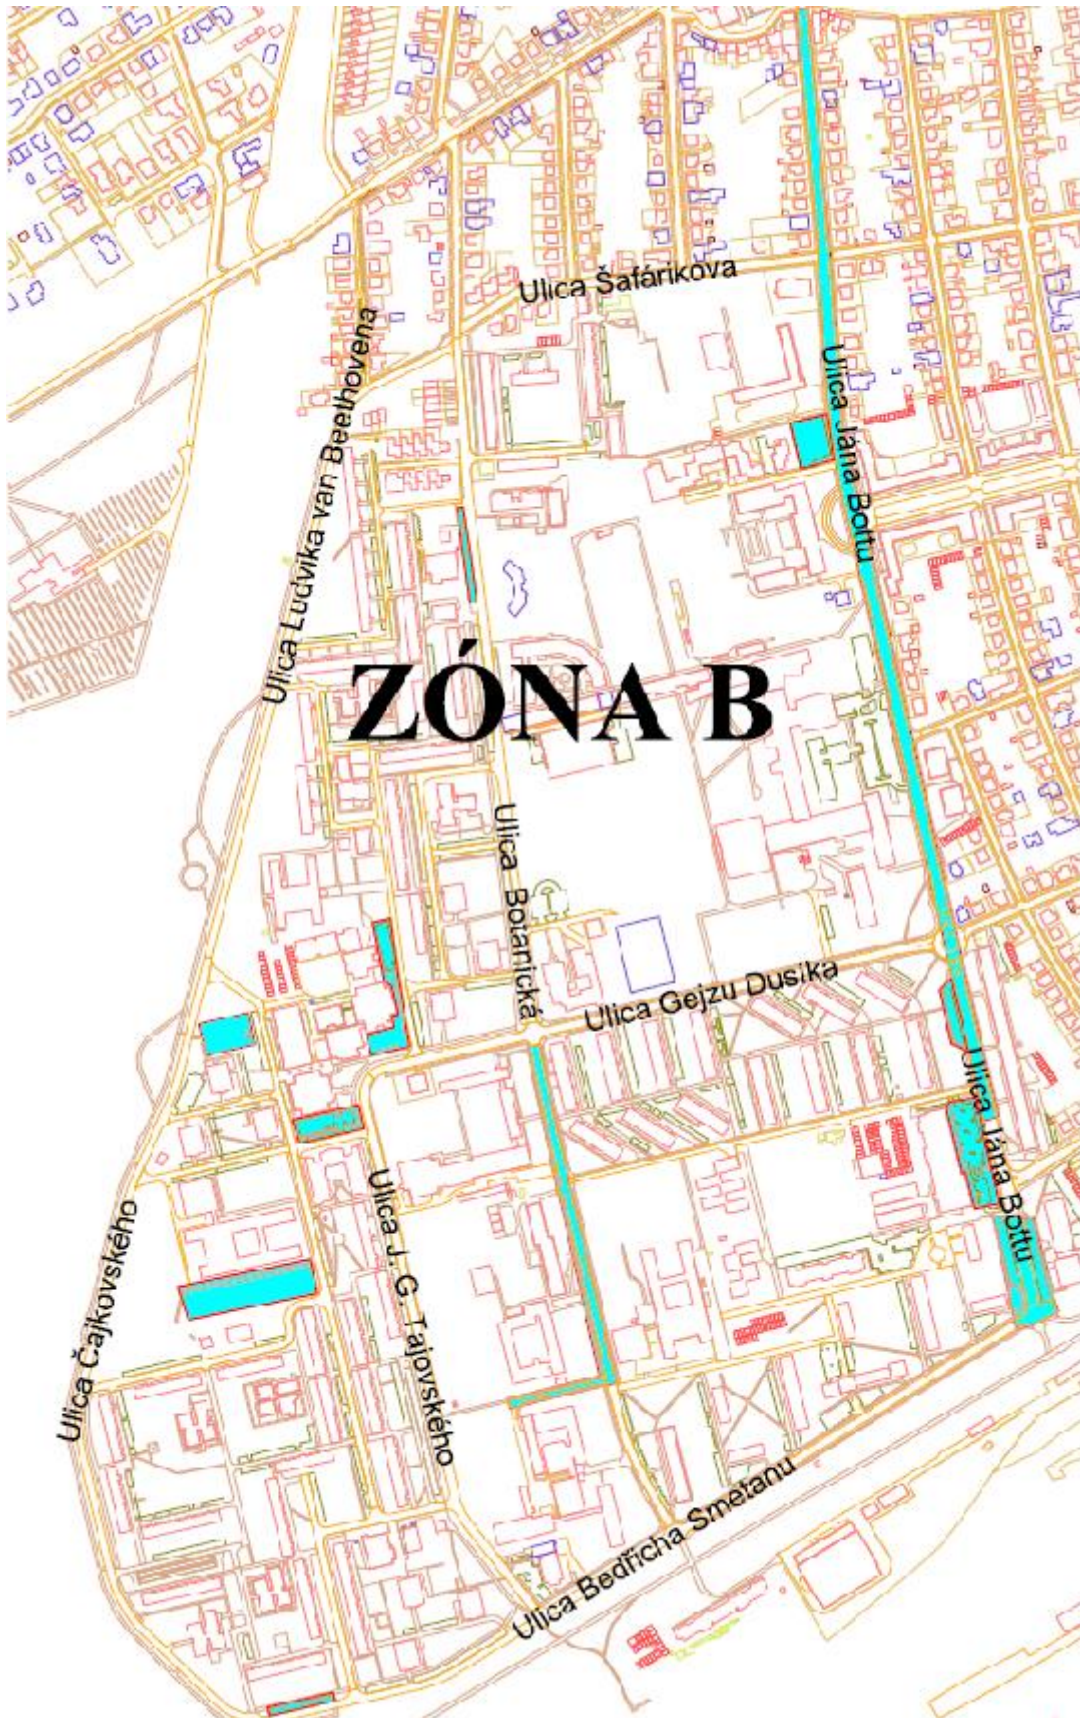 Ulica Šafárikova
Ulica Ludvika van Beethovena
Ulica Jána Bottu
ZÓNA B
Ulica Botanická
Ulica Gejzu Dusíka
Ulica Jána Bottu
Ulica J. G. Tajovského
Ulica Čajkovského
Ulica Bedřicha Smetanu